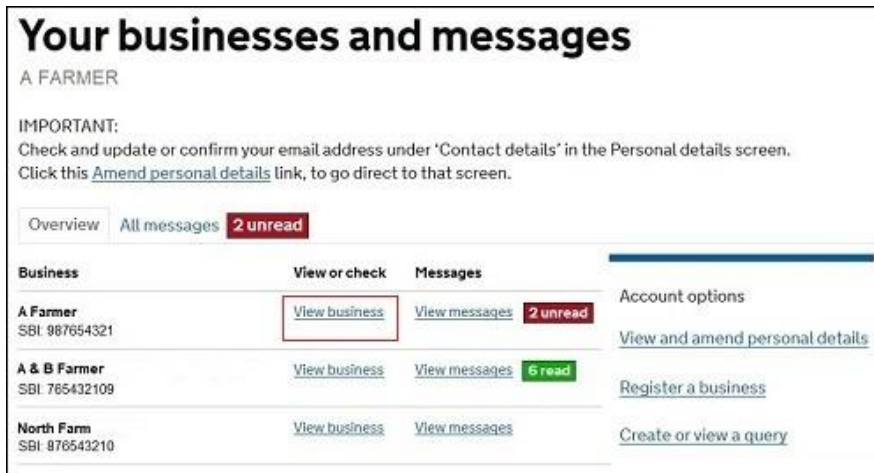 Your businesses and messages
A FARMER
IMPORTANT:
Check and update or confirm your email address under ‘Contact details’ in the Personal details screen.
Click this Amend personal details link, to go direct to that screen.
Overview All messages 2 unread
Business View or check Messages
A Farmer View business View messages 2 unread
SBI: 987654321
A & B Farmer View business View messages 6 read
SBI: 765432109
North Farm View business View messages
SBI: 876543210
Account options
View and amend personal details
Register a business
Create or view a query